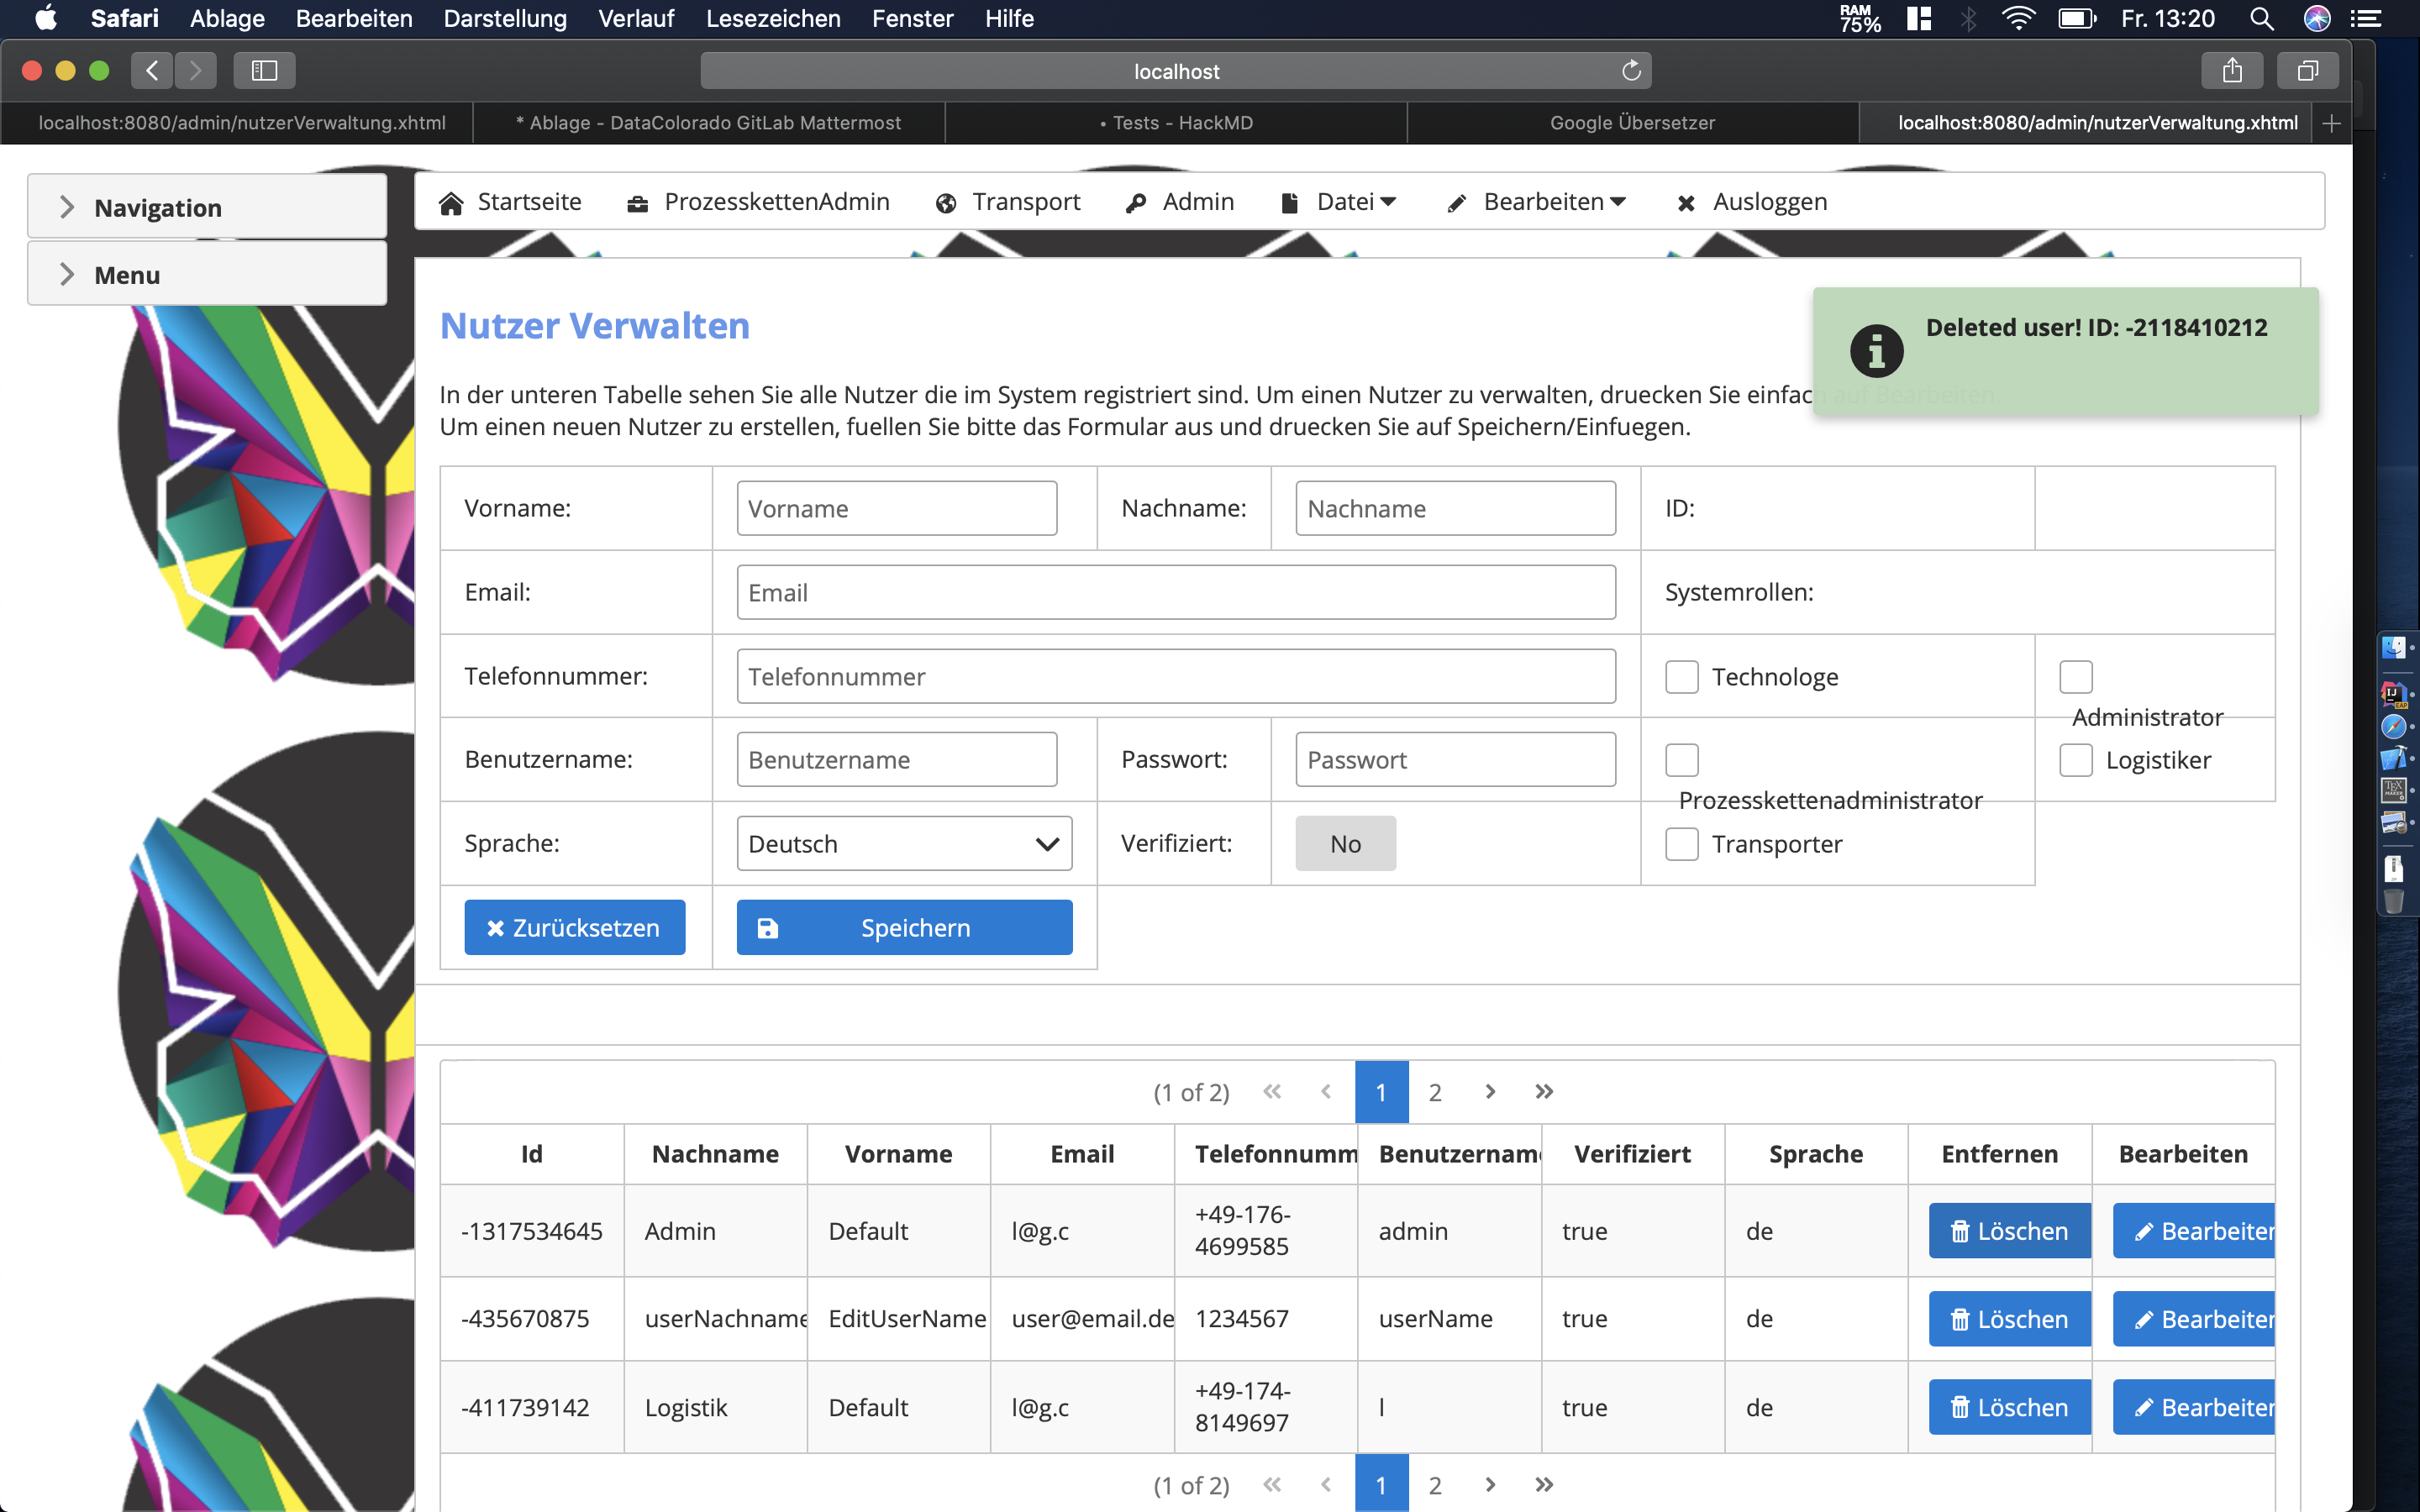 Safari Ablage Bearbeiten Darstellung Verlauf Lesezeichen Fenster Hilfe RAM 75% Fr. 13:20
localhost
localhost:8080/admin/nutzerVerwaltung.xhtml * Ablage - DataColorado GitLab Mattermost • Tests - HackMD Google Übersetzer localhost:8080/admin/nutzerVerwaltung.xhtml
Navigation
Menu
Startseite ProzesskettenAdmin Transport Admin Datei Bearbeiten Ausloggen
Nutzer Verwalten
Deleted user! ID: -2118410212
In der unteren Tabelle sehen Sie alle Nutzer die im System registriert sind. Um einen Nutzer zu verwalten, druecken Sie einfach auf Bearbeiten.
Um einen neuen Nutzer zu erstellen, fuellen Sie bitte das Formular aus und druecken Sie auf Speichern/Einfuegen.
Vorname: Vorname Nachname: Nachname ID:
Email: Email Systemrollen:
Telefonnummer: Telefonnummer Technologe Administrator
Benutzername: Benutzername Passwort: Passwort Prozesskettenadministrator Logistiker
Sprache: Deutsch Verifiziert: No Transporter
Zurücksetzen Speichern
(1 of 2) 1 2
Id Nachname Vorname Email Telefonnumm Benutzernam Verifiziert Sprache Entfernen Bearbeiten
-1317534645 Admin Default l@g.c +49-176-4699585 admin true de Löschen Bearbeiten
-435670875 userNachname EditUserName user@email.de 1234567 userName true de Löschen Bearbeiten
-411739142 Logistik Default l@g.c +49-174-8149697 l true de Löschen Bearbeiten
(1 of 2) 1 2